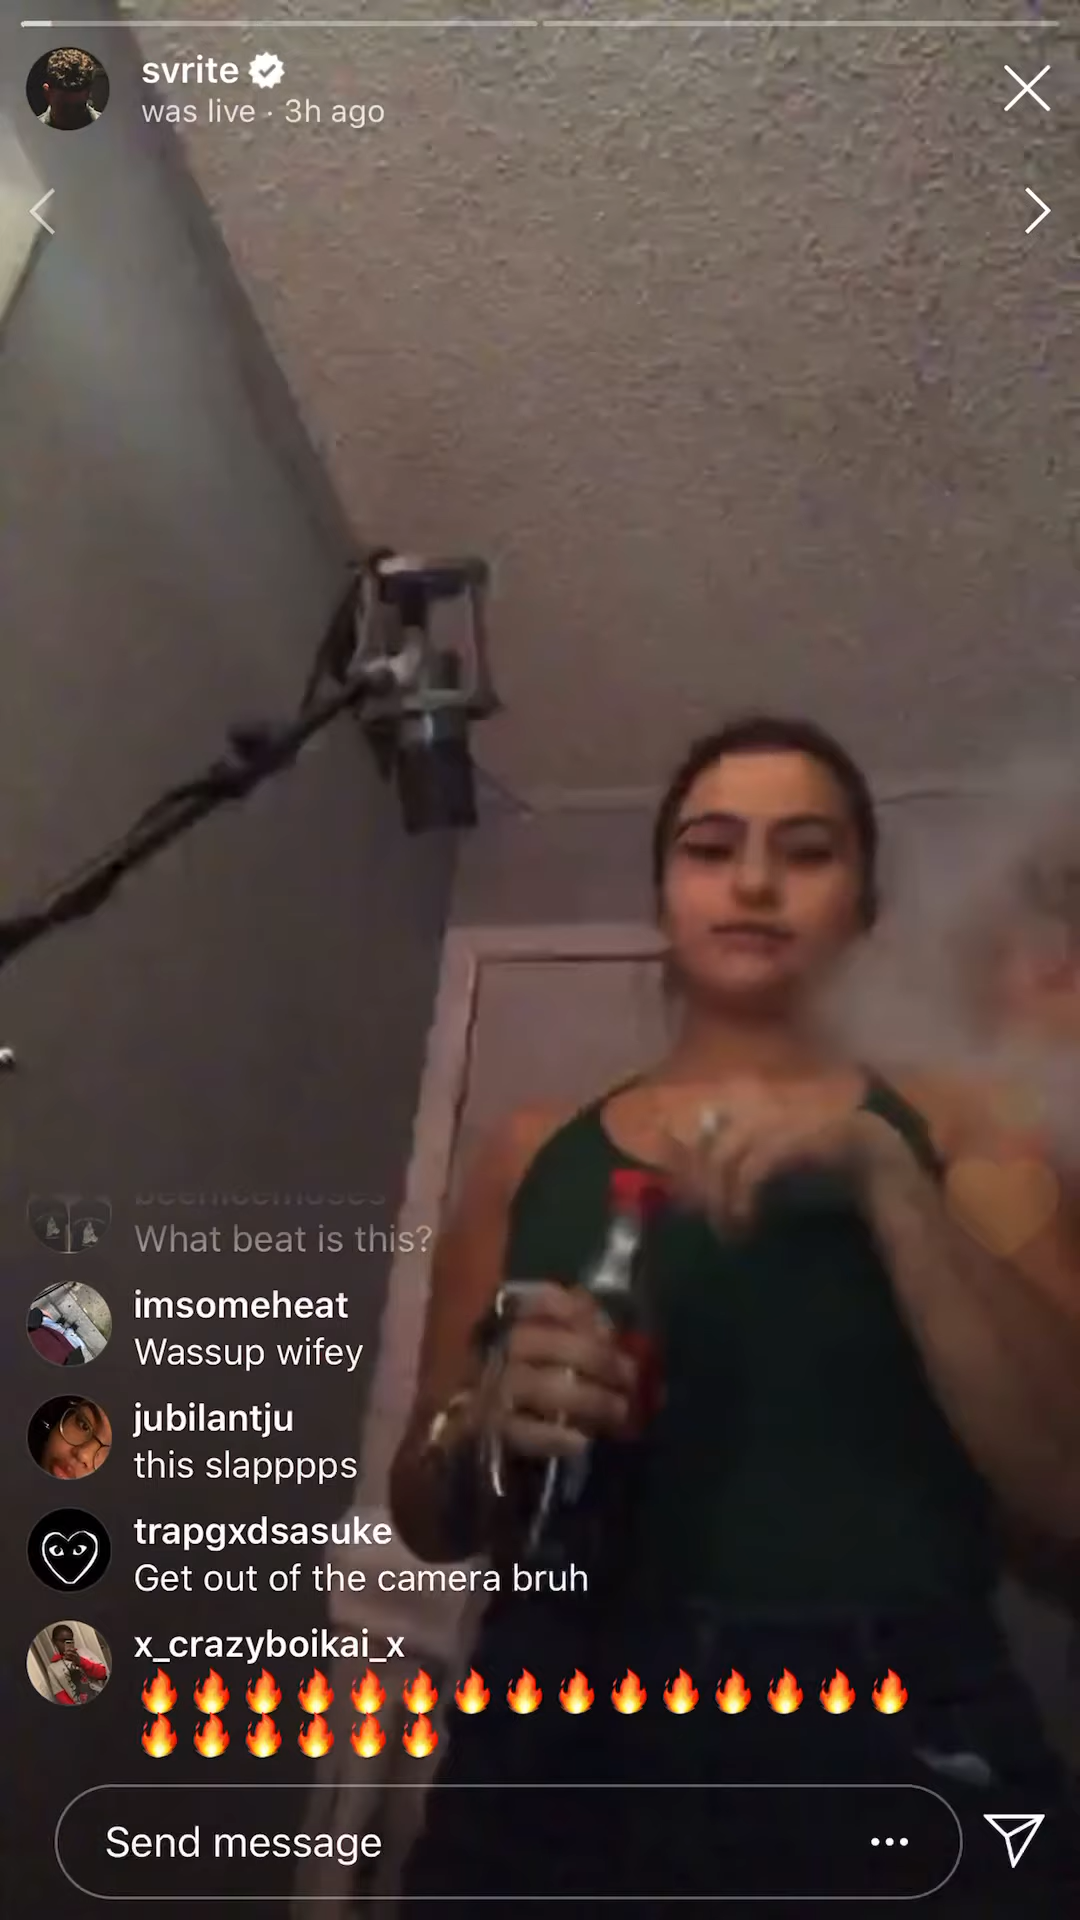 svrite
was live · 3h ago
What beat is this?
imsomeheat
Wassup wifey
jubilantju
this slapppps
trapgxdsasuke
Get out of the camera bruh
x_crazyboikai_x
🔥🔥🔥🔥🔥🔥🔥🔥🔥🔥🔥🔥🔥🔥🔥
🔥🔥🔥🔥🔥🔥
Send message